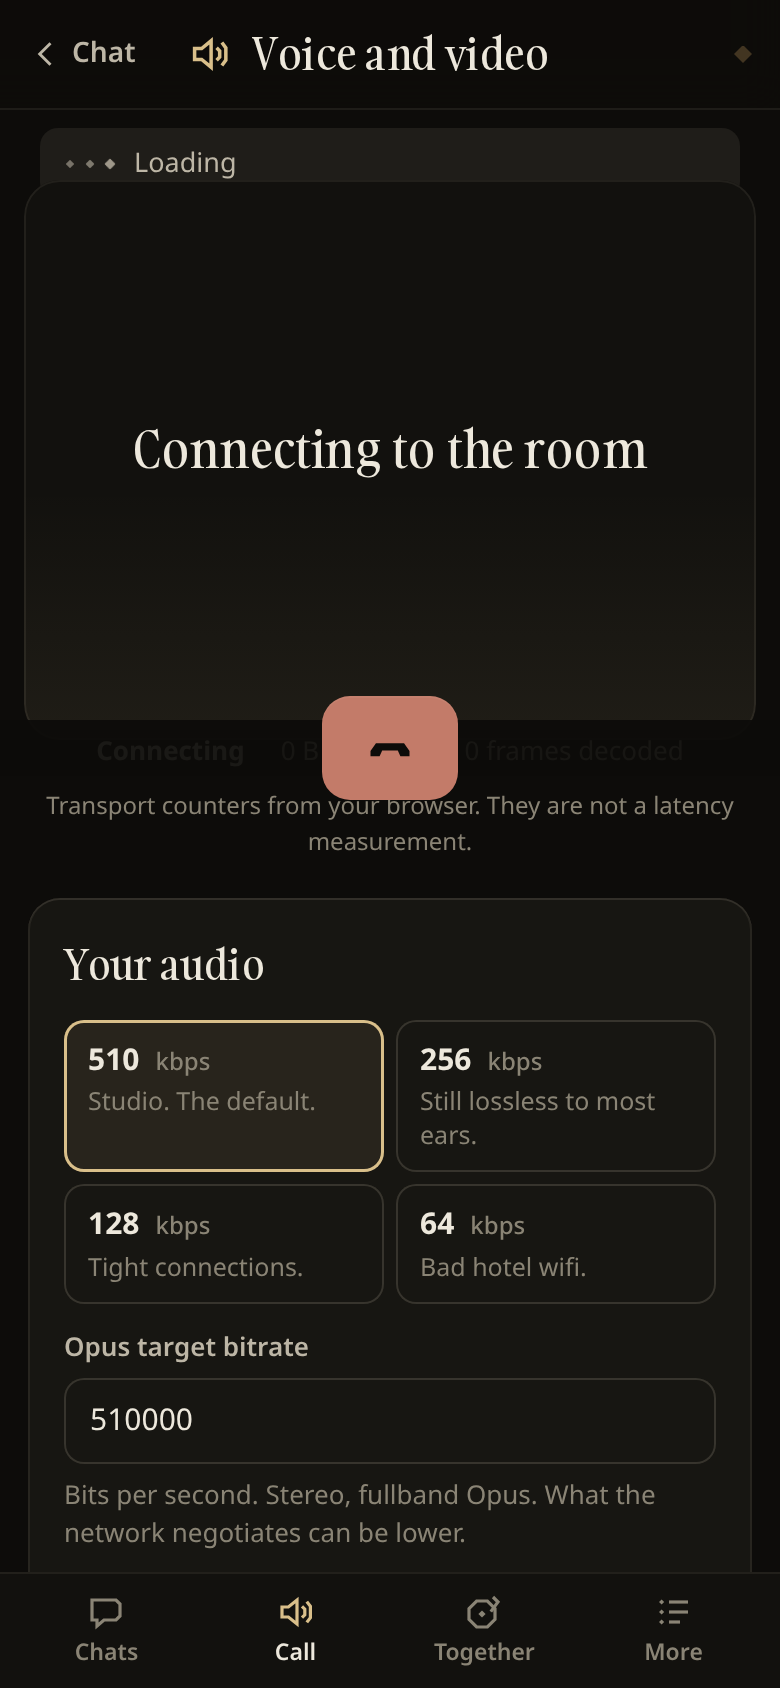 Chat
Voice and video
Loading
Connecting to the room
Connecting 0 B 0 frames decoded
Transport counters from your browser. They are not a latency
measurement.
Your audio
510 kbps
Studio. The default.
256 kbps
Still lossless to most
ears.
128 kbps
Tight connections.
64 kbps
Bad hotel wifi.
Opus target bitrate
510000
Bits per second. Stereo, fullband Opus. What the
network negotiates can be lower.
Chats
Call
Together
More